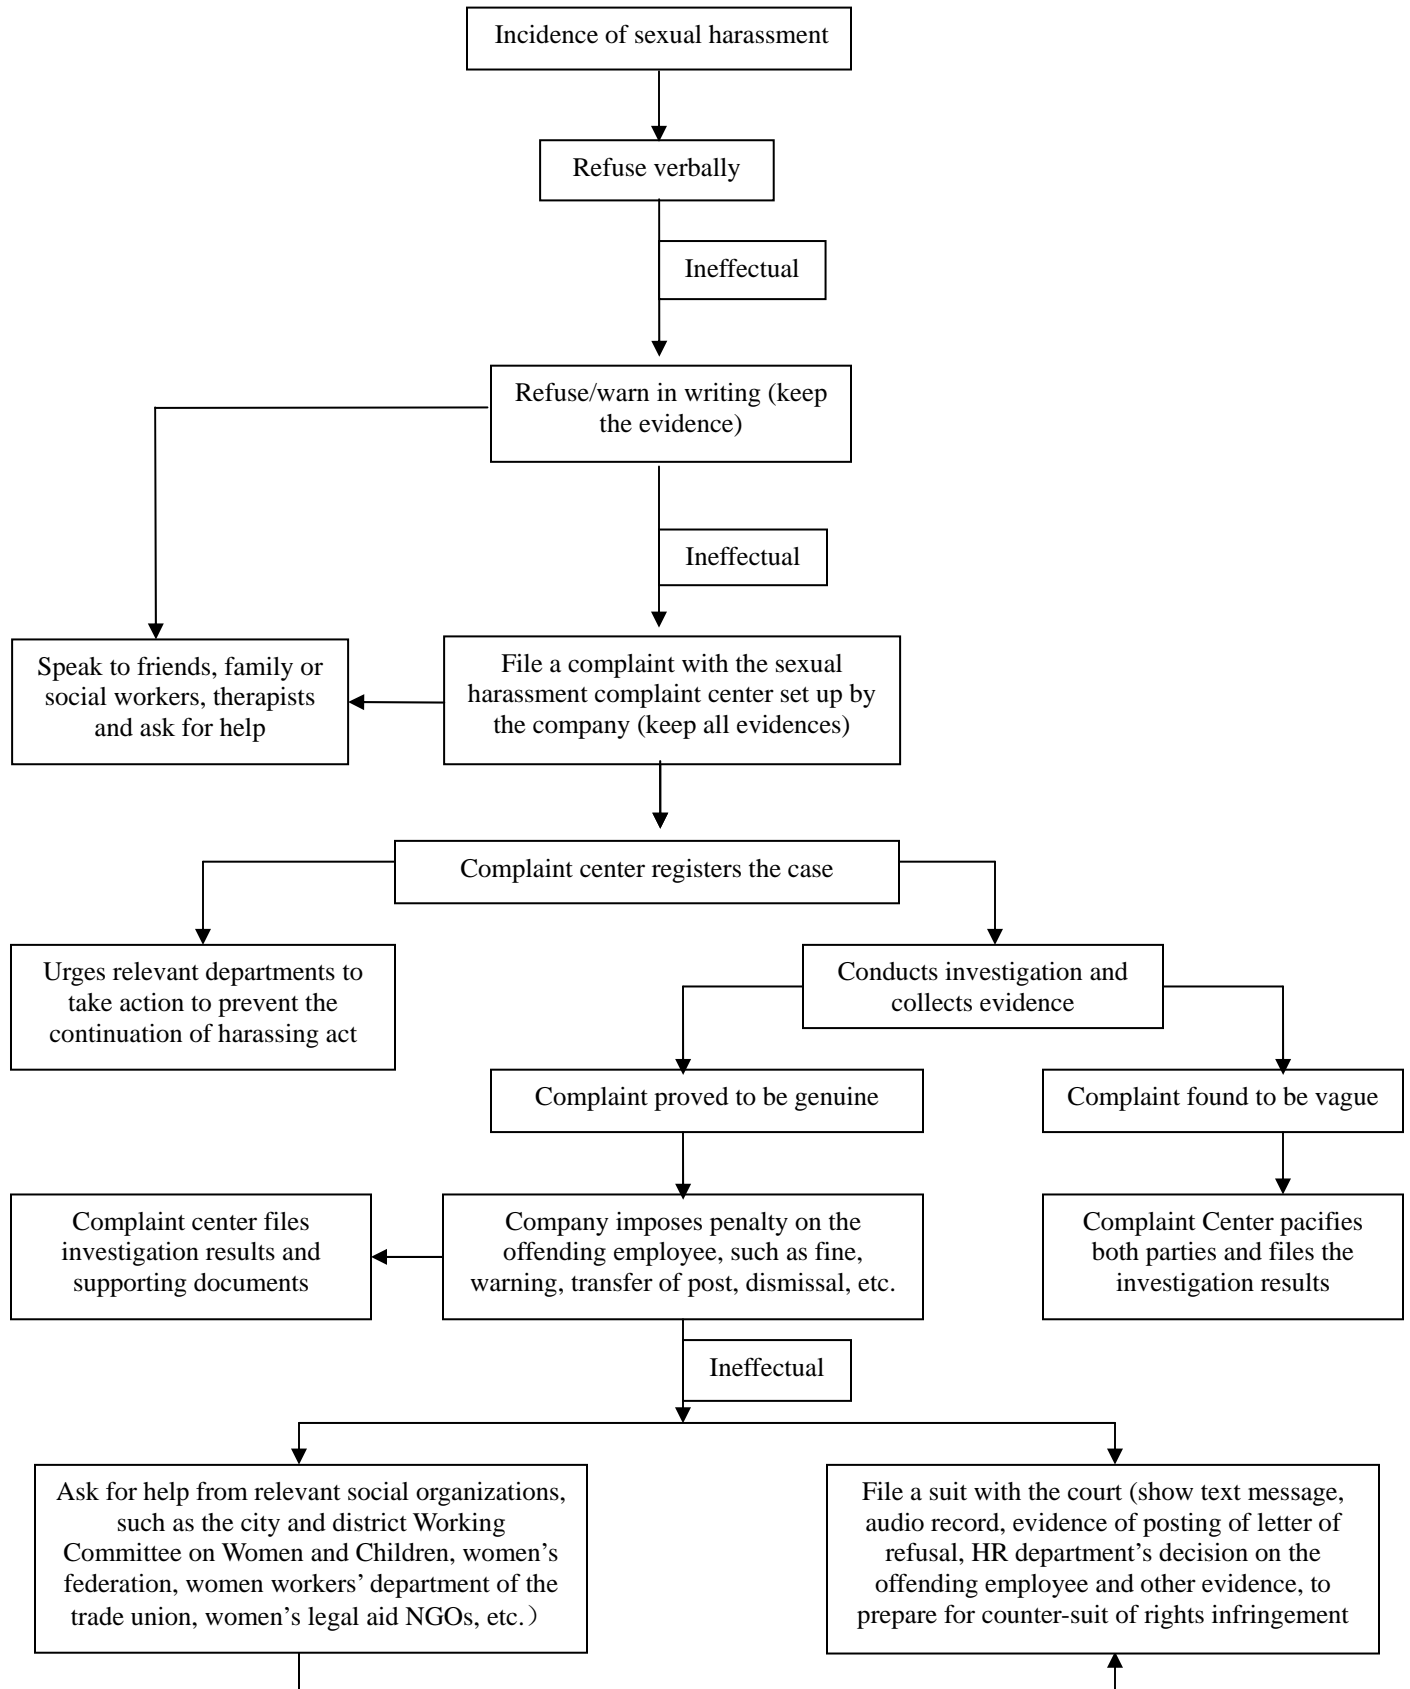 Incidence of sexual harassment
Refuse verbally
Ineffectual
Refuse/warn in writing (keep
the evidence)
Ineffectual
Speak to friends, family or
social workers, therapists
and ask for help
File a complaint with the sexual
harassment complaint center set up by
the company (keep all evidences)
Complaint center registers the case
Urges relevant departments to
take action to prevent the
continuation of harassing act
Conducts investigation and
collects evidence
Complaint proved to be genuine
Complaint found to be vague
Complaint center files
investigation results and
supporting documents
Company imposes penalty on the
offending employee, such as fine,
warning, transfer of post, dismissal, etc.
Complaint Center pacifies
both parties and files the
investigation results
Ineffectual
Ask for help from relevant social organizations,
such as the city and district Working
Committee on Women and Children, women’s
federation, women workers’ department of the
trade union, women’s legal aid NGOs, etc.）
File a suit with the court (show text message,
audio record, evidence of posting of letter of
refusal, HR department’s decision on the
offending employee and other evidence, to
prepare for counter-suit of rights infringement